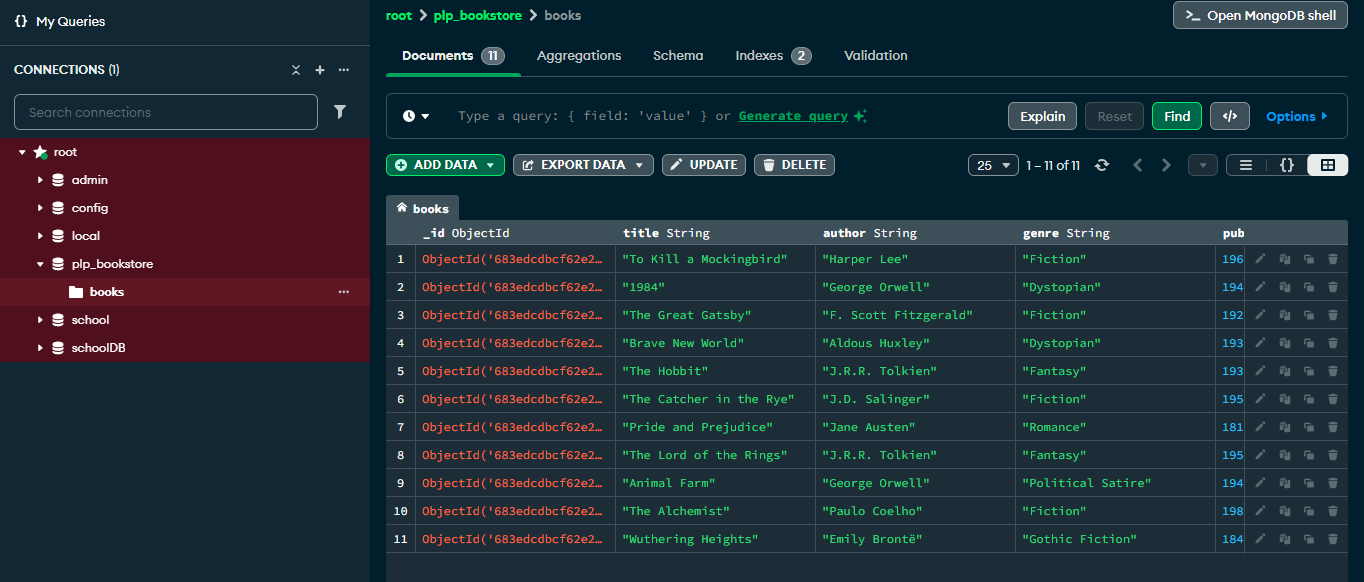 {} My Queries
CONNECTIONS (1)
Search connections
root
admin
config
local
plp_bookstore
books
school
schoolDB
root > plp_bookstore > books
>_ Open MongoDB shell
Documents 11 Aggregations Schema Indexes 2 Validation
Type a query: { field: 'value' } or Generate query
Explain Reset Find </> Options
ADD DATA EXPORT DATA UPDATE DELETE
25 1 – 11 of 11 {}
books
_id ObjectId title String author String genre String pub
1 ObjectId('683edcdbcf62e2… "To Kill a Mockingbird" "Harper Lee" "Fiction" 196
2 ObjectId('683edcdbcf62e2… "1984" "George Orwell" "Dystopian" 194
3 ObjectId('683edcdbcf62e2… "The Great Gatsby" "F. Scott Fitzgerald" "Fiction" 192
4 ObjectId('683edcdbcf62e2… "Brave New World" "Aldous Huxley" "Dystopian" 193
5 ObjectId('683edcdbcf62e2… "The Hobbit" "J.R.R. Tolkien" "Fantasy" 193
6 ObjectId('683edcdbcf62e2… "The Catcher in the Rye" "J.D. Salinger" "Fiction" 195
7 ObjectId('683edcdbcf62e2… "Pride and Prejudice" "Jane Austen" "Romance" 181
8 ObjectId('683edcdbcf62e2… "The Lord of the Rings" "J.R.R. Tolkien" "Fantasy" 195
9 ObjectId('683edcdbcf62e2… "Animal Farm" "George Orwell" "Political Satire" 194
10 ObjectId('683edcdbcf62e2… "The Alchemist" "Paulo Coelho" "Fiction" 198
11 ObjectId('683edcdbcf62e2… "Wuthering Heights" "Emily Brontë" "Gothic Fiction" 184